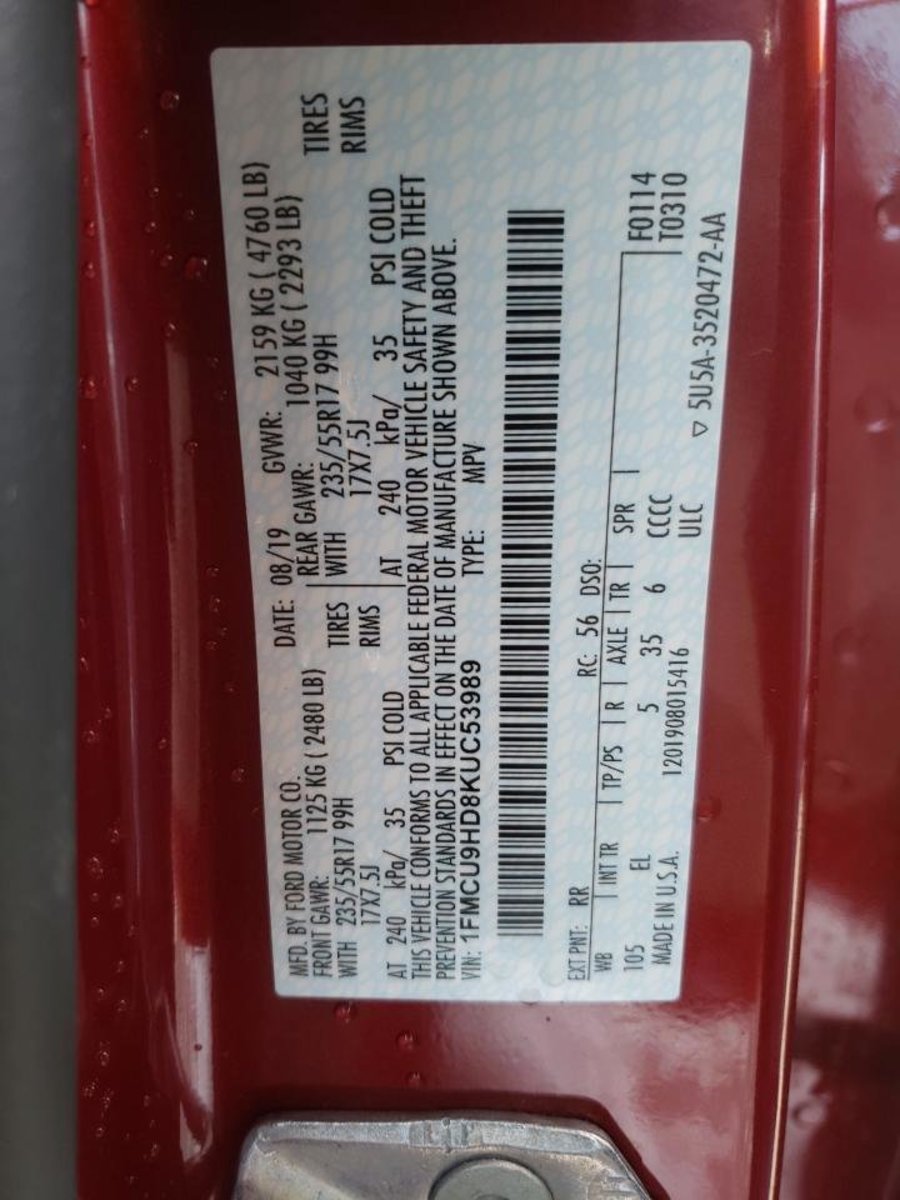 MFD. BY FORD MOTOR CO.
DATE: 08/19 GVWR: 2159 KG ( 4760 LB)
FRONT GAWR: 1125 KG ( 2480 LB)
REAR GAWR: 1040 KG ( 2293 LB)
WITH 235/55R17 99H TIRES
WITH 235/55R17 99H TIRES
17X7.5J RIMS
17X7.5J RIMS
AT 240 kPa/ 35 PSI COLD
AT 240 kPa/ 35 PSI COLD
THIS VEHICLE CONFORMS TO ALL APPLICABLE FEDERAL MOTOR VEHICLE SAFETY AND THEFT
PREVENTION STANDARDS IN EFFECT ON THE DATE OF MANUFACTURE SHOWN ABOVE.
VIN: 1FMCU9HD8KUC53989 TYPE: MPV
EXT PNT: RR RC: 56 DSO:
WB INT TR TP/PS R AXLE TR SPR F0114
105 EL 5 35 6 CCCC T0310
MADE IN U.S.A. 1201908015416 ULC
▽ 5U5A-3520472-AA